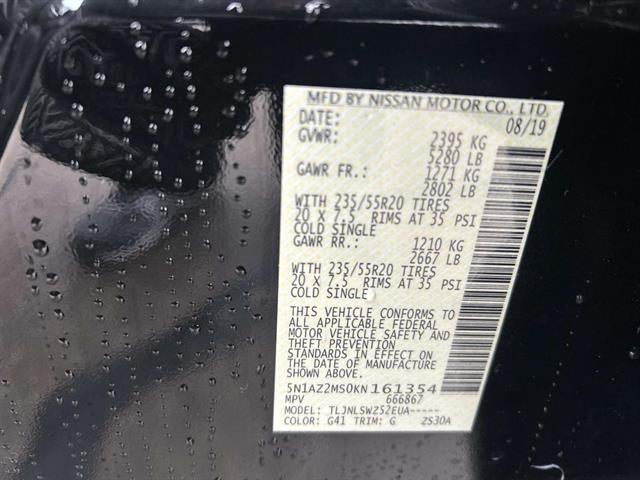 MFD BY NISSAN MOTOR CO., LTD.
DATE: 08/19
GVWR: 2395 KG
5280 LB
GAWR FR.: 1271 KG
2802 LB
WITH 235/55R20 TIRES
20 X 7.5 RIMS AT 35 PSI
COLD SINGLE
GAWR RR.: 1210 KG
2667 LB
WITH 235/55R20 TIRES
20 X 7.5 RIMS AT 35 PSI
COLD SINGLE
THIS VEHICLE CONFORMS TO
ALL APPLICABLE FEDERAL
MOTOR VEHICLE SAFETY AND
THEFT PREVENTION
STANDARDS IN EFFECT ON
THE DATE OF MANUFACTURE
SHOWN ABOVE.
5N1AZ2MS0KN161354
MPV 666867
MODEL: TLJNLSWZ52EUA-----
COLOR: G41 TRIM: G ZS30A